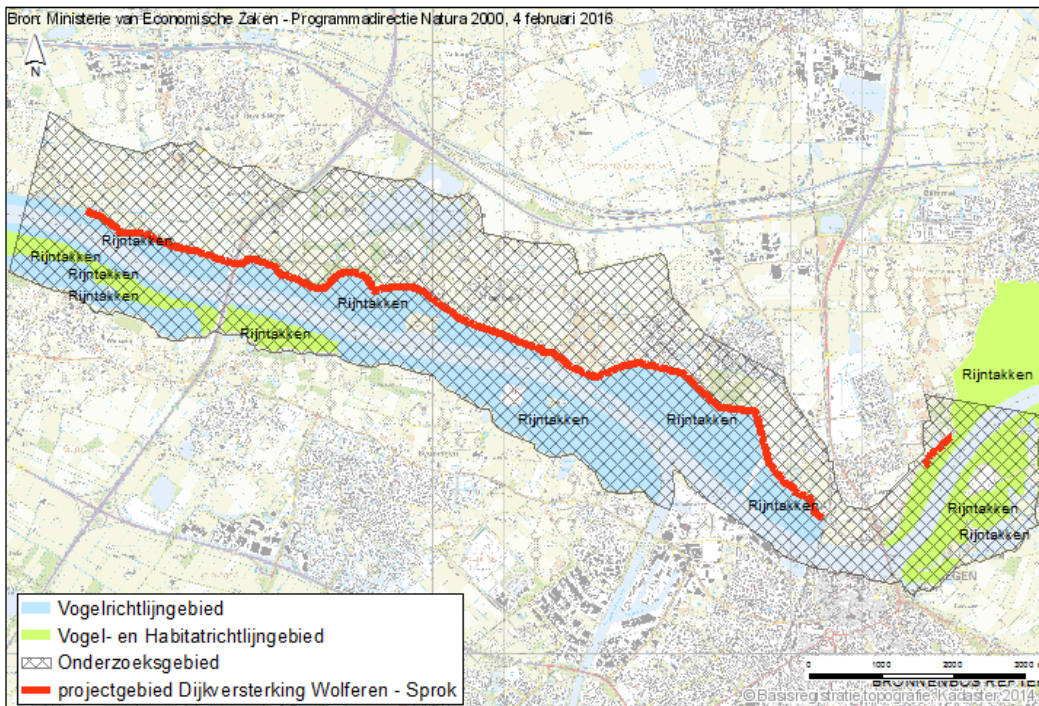 Bron: Ministerie van Economische Zaken - Programmadirectie Natura 2000, 4 februari 2016
N
Rijntakken
Rijntakken
Rijntakken
Rijntakken
Rijntakken
Rijntakken
Rijntakken
Rijntakken
Rijntakken
Rijntakken
Rijntakken
Rijntakken
Vogelrichtlijngebied
Vogel- en Habitatrichtlijngebied
Onderzoeksgebied
projectgebied Dijkversterking Wolferen - Sprok
0 1000 2000 3000
©Basisregistratie topografie, Kadaster 2014